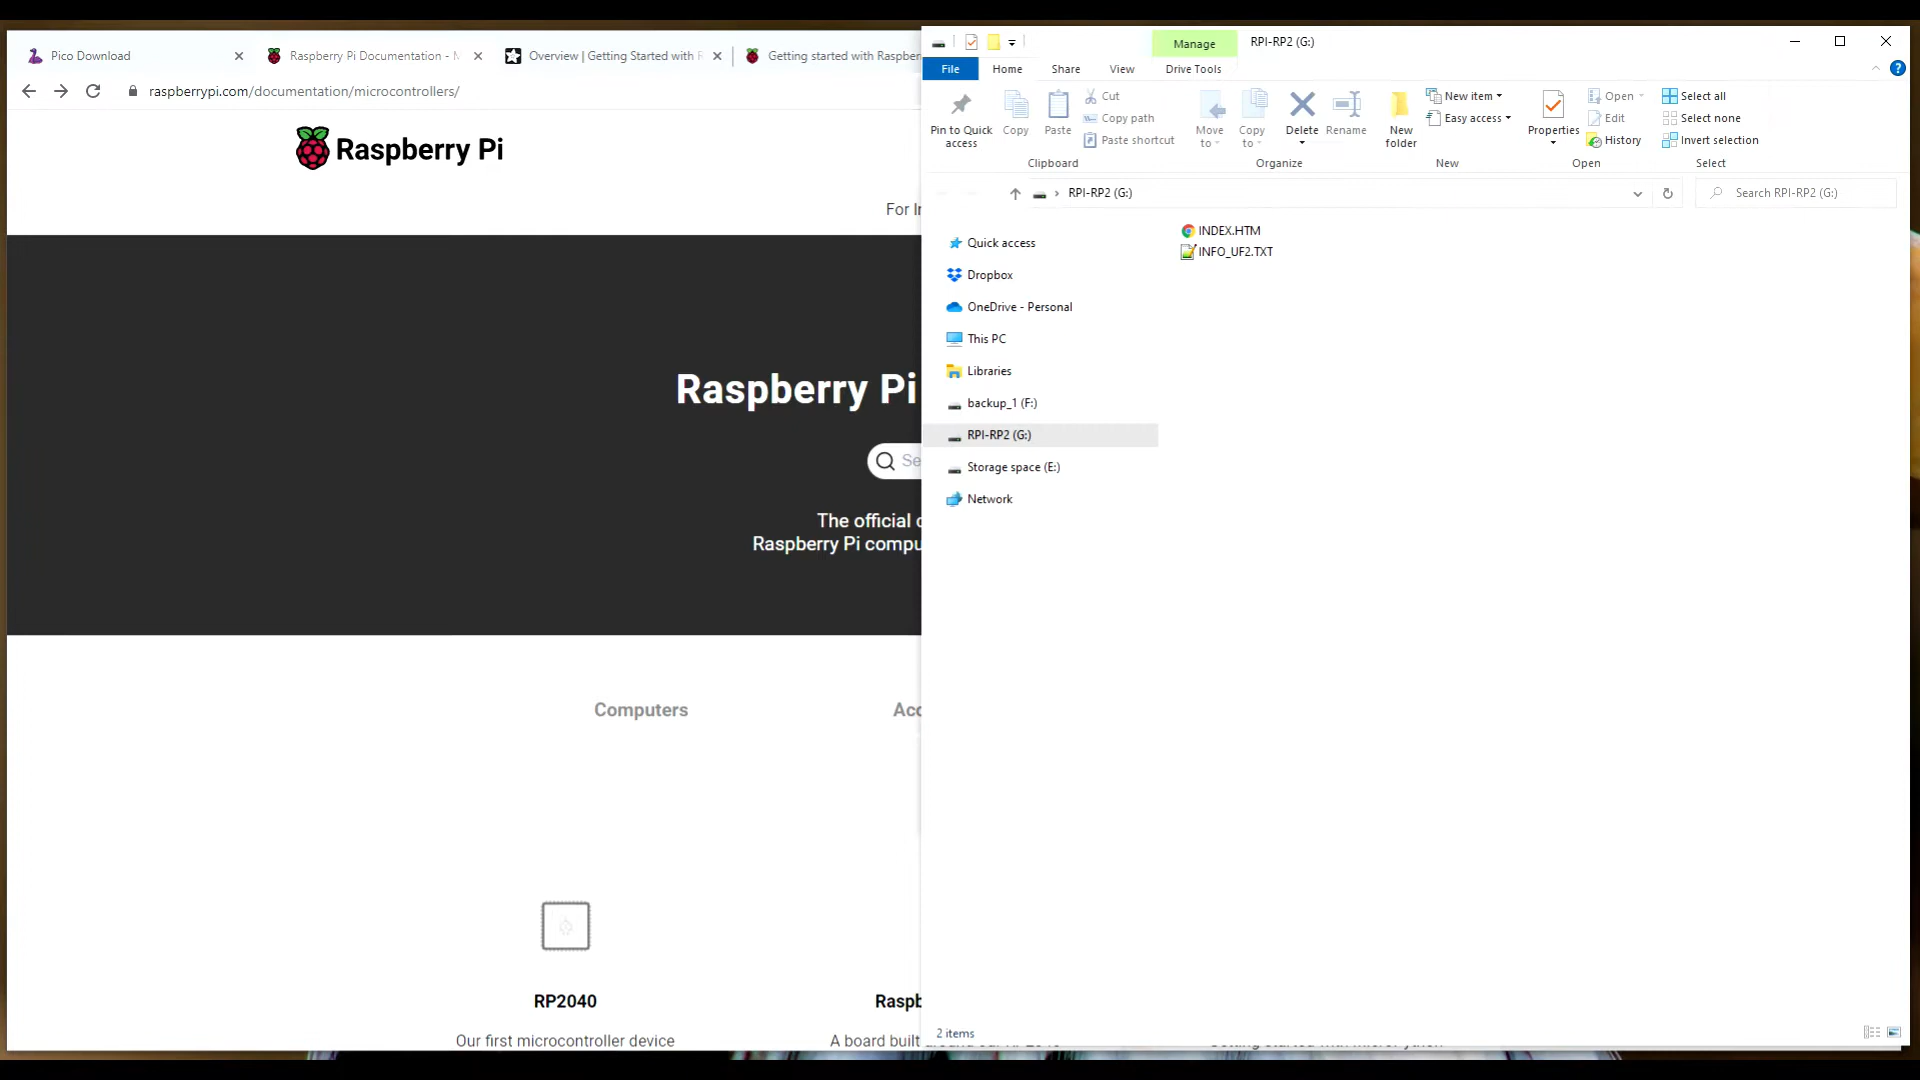 Pico Download
Raspberry Pi Documentation - M
Overview | Getting Started with R
Getting started with Raspber
raspberrypi.com/documentation/microcontrollers/
Raspberry Pi
For
Raspberry Pi
The official
Raspberry Pi
Computers
RP2040
Our first microcontroller device
A board built
Manage
RPI-RP2 (G:)
File
Home
Share
View
Drive Tools
Pin to Quick access
Copy
Paste
Cut
Copy path
Paste shortcut
Clipboard
Move to
Copy to
Delete
Rename
Organize
New folder
New item
Easy access
New
Properties
Open
Edit
History
Open
Select all
Select none
Invert selection
Select
RPI-RP2 (G:)
Search RPI-RP2 (G:)
Quick access
Dropbox
OneDrive - Personal
This PC
Libraries
backup_1 (F:)
RPI-RP2 (G:)
Storage space (E:)
Network
INDEX.HTM
INFO_UF2.TXT
2 items